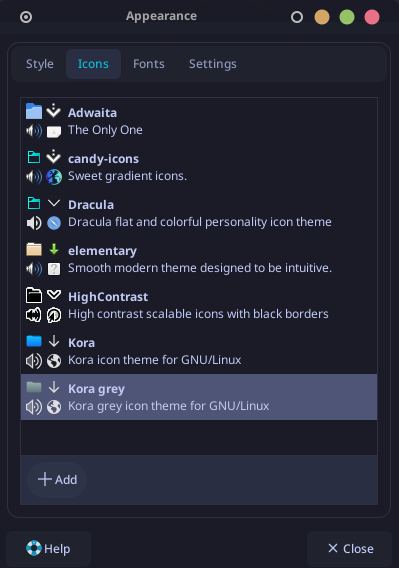 Appearance
Style Icons Fonts Settings
Adwaita
The Only One
candy-icons
Sweet gradient icons.
Dracula
Dracula flat and colorful personality icon theme
elementary
Smooth modern theme designed to be intuitive.
HighContrast
High contrast scalable icons with black borders
Kora
Kora icon theme for GNU/Linux
Kora grey
Kora grey icon theme for GNU/Linux
Add
Help Close